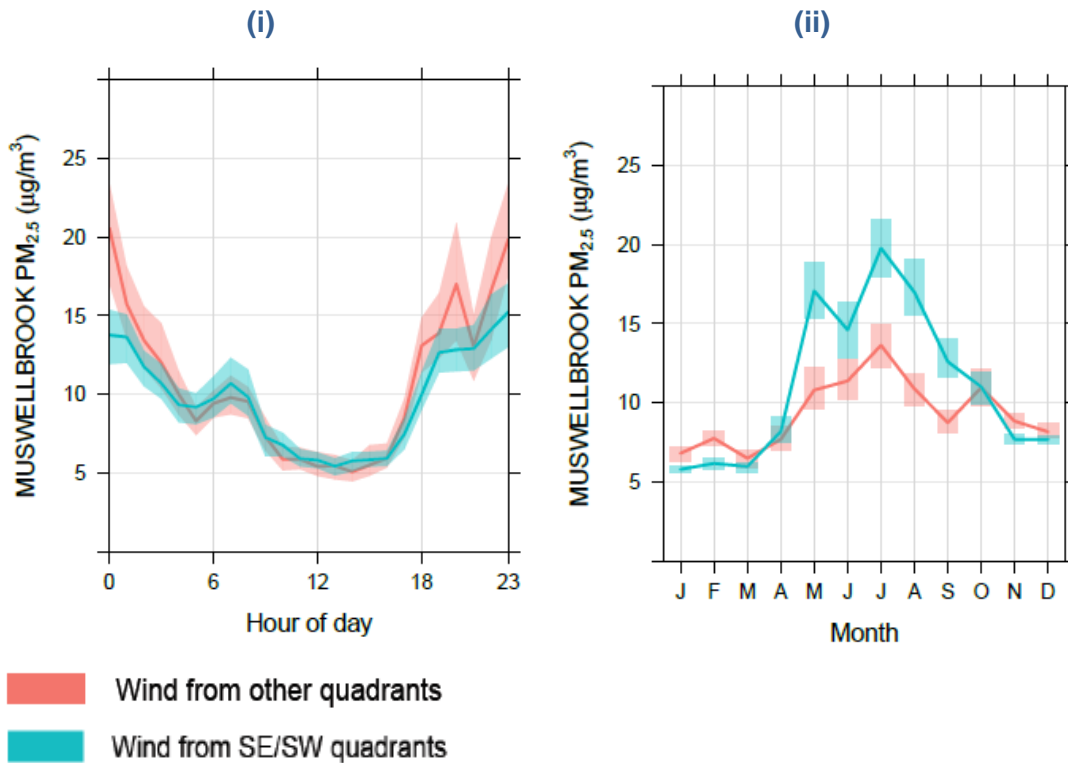 (i)
(ii)
MUSWELLBROOK PM2.5 (µg/m³)
25
20
15
10
5
0 6 12 18 23
Hour of day
MUSWELLBROOK PM2.5 (µg/m³)
25
20
15
10
5
J F M A M J J A S O N D
Month
Wind from other quadrants
Wind from SE/SW quadrants